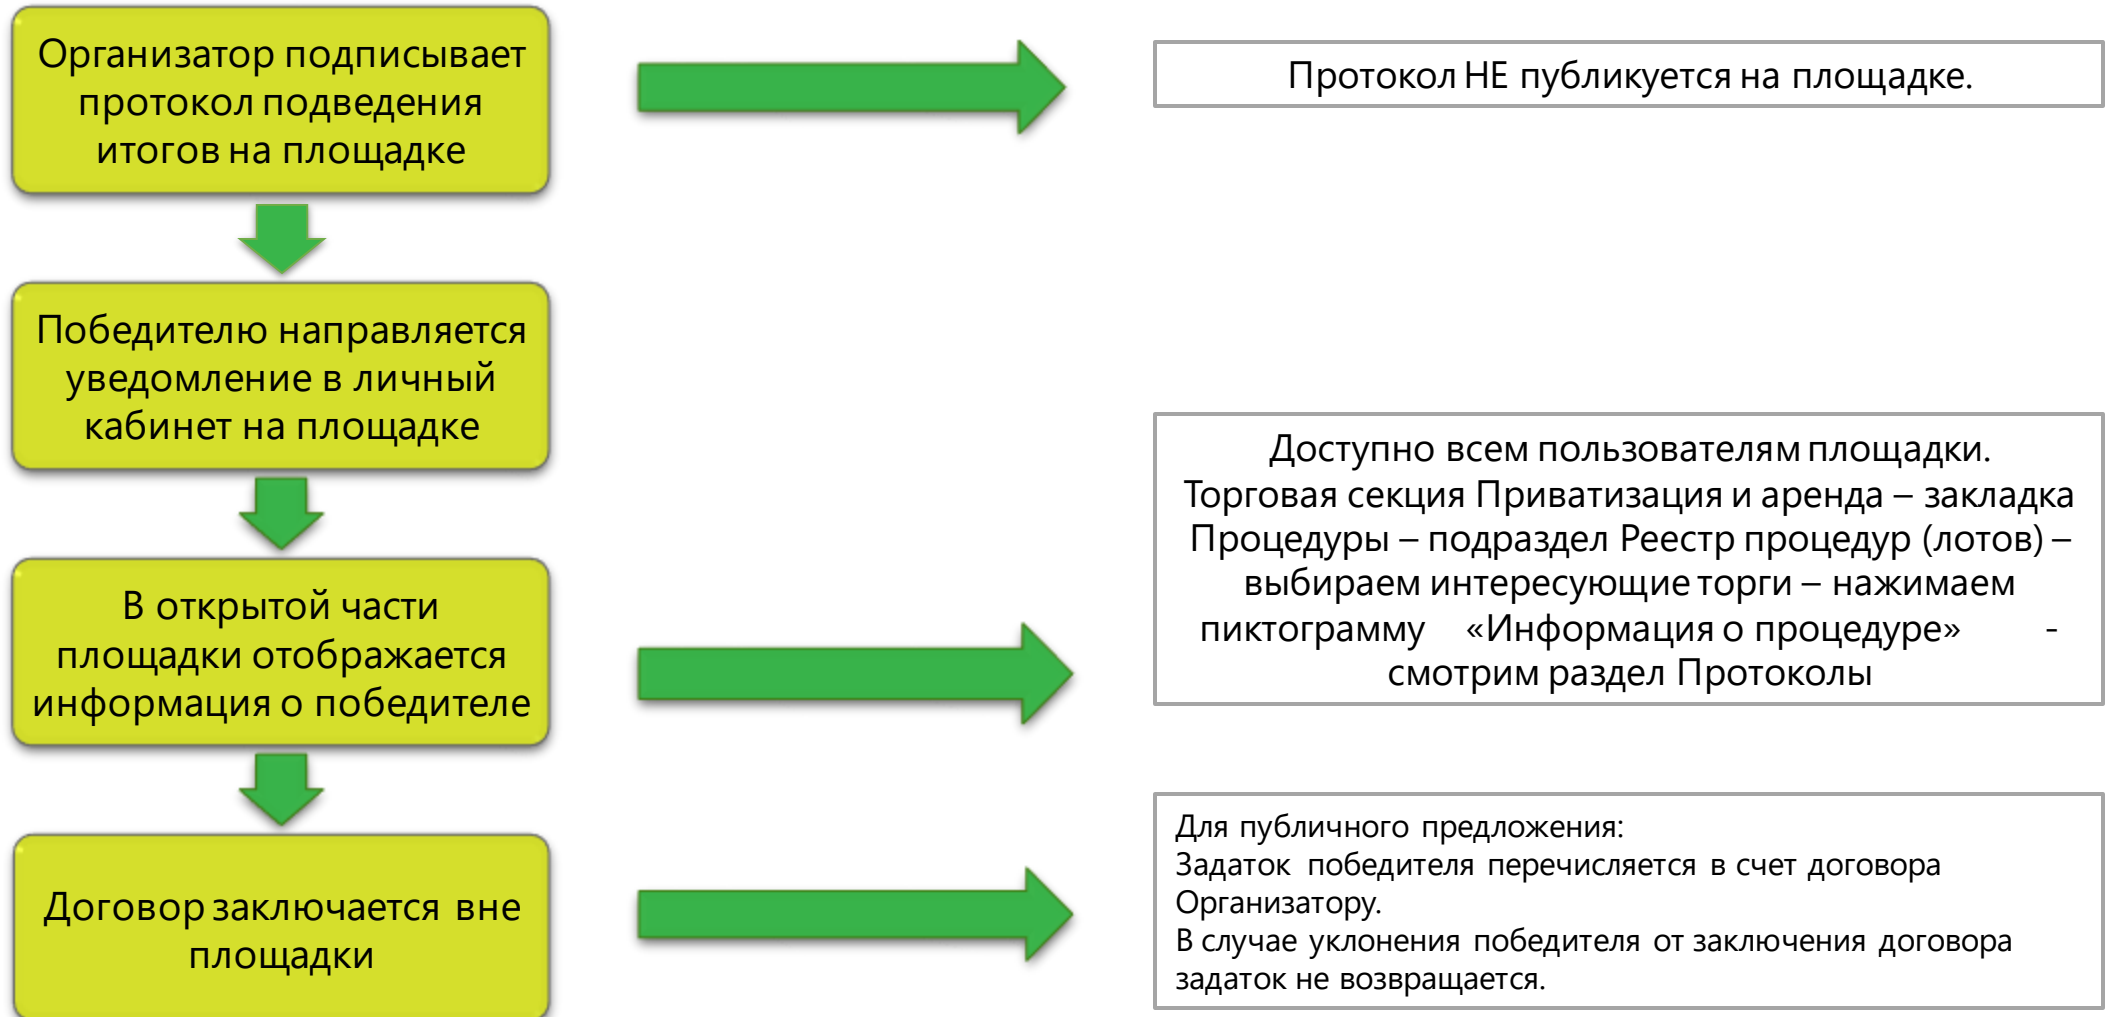 Организатор подписывает
протокол подведения
итогов на площадке
Протокол НЕ публикуется на площадке.
Победителю направляется
уведомление в личный
кабинет на площадке
В открытой части
площадки отображается
информация о победителе
Доступно всем пользователям площадки.
Торговая секция Приватизация и аренда – закладка
Процедуры – подраздел Реестр процедур (лотов) –
выбираем интересующие торги – нажимаем
пиктограмму «Информация о процедуре» -
смотрим раздел Протоколы
Договор заключается вне
площадки
Для публичного предложения:
Задаток победителя перечисляется в счет договора
Организатору.
В случае уклонения победителя от заключения договора
задаток не возвращается.